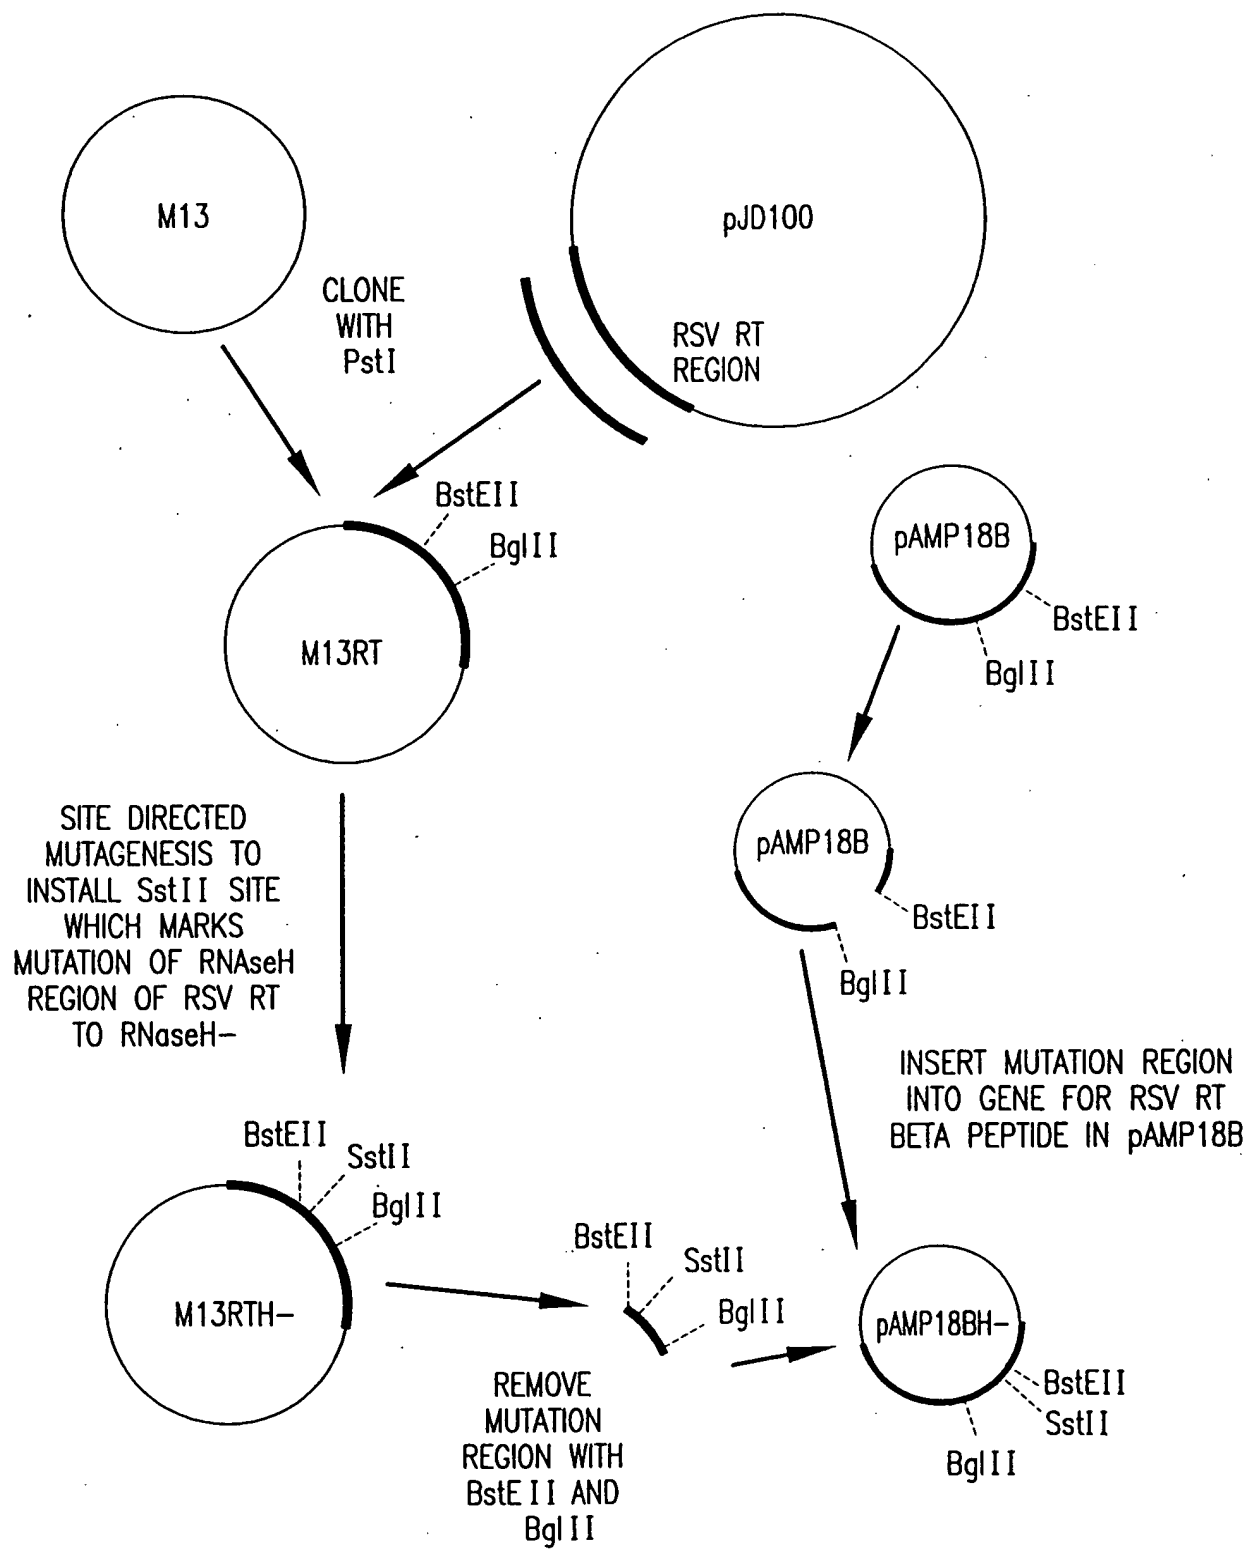 M13
pJD100
CLONE
WITH
PstI
RSV RT
REGION
BstEII
BglII
M13RT
pAMP18B
BstEII
BglII
SITE DIRECTED
MUTAGENESIS TO
INSTALL SstII SITE
WHICH MARKS
MUTATION OF RNAseH
REGION OF RSV RT
TO RNaseH-
pAMP18B
BstEII
BglII
INSERT MUTATION REGION
INTO GENE FOR RSV RT
BETA PEPTIDE IN pAMP18B
BstEII
SstII
BglII
M13RTH-
BstEII
SstII
BglII
REMOVE
MUTATION
REGION WITH
BstEII AND
BglII
pAMP18BH-
BstEII
SstII
BglII